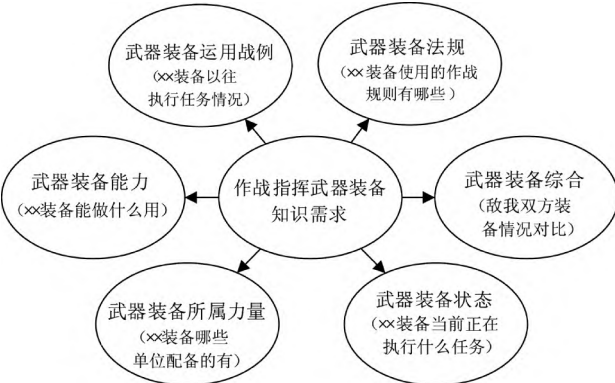 武器装备运用战例
(××装备以往
执行任务情况)
武器装备法规
(××装备使用的作战
规则有哪些)
武器装备能力
(××装备能做什么用)
作战指挥武器装备
知识需求
武器装备综合
(敌我双方装
备情况对比)
武器装备所属力量
(××装备哪些
单位配备的有)
武器装备状态
(××装备当前正在
执行什么任务)